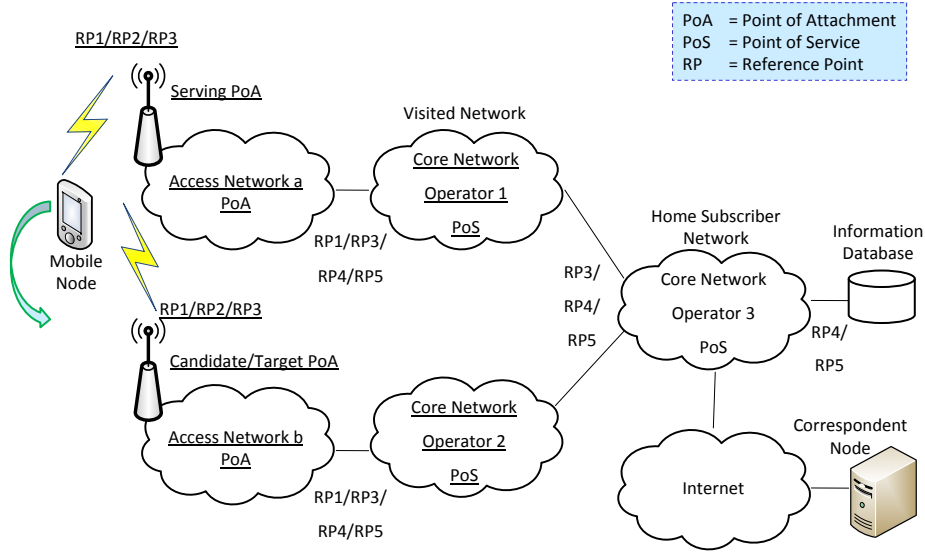 PoA = Point of Attachment
PoS = Point of Service
RP = Reference Point
RP1/RP2/RP3
Serving PoA
Visited Network
Access Network a
PoA
Core Network
Operator 1
PoS
RP1/RP3/
RP4/RP5
Mobile
Node
Home Subscriber
Network
Information
Database
RP3/
RP4/
RP5
Core Network
Operator 3
PoS
RP4/
RP5
RP1/RP2/RP3
Candidate/Target PoA
Access Network b
PoA
Core Network
Operator 2
PoS
RP1/RP3/
RP4/RP5
Internet
Correspondent
Node